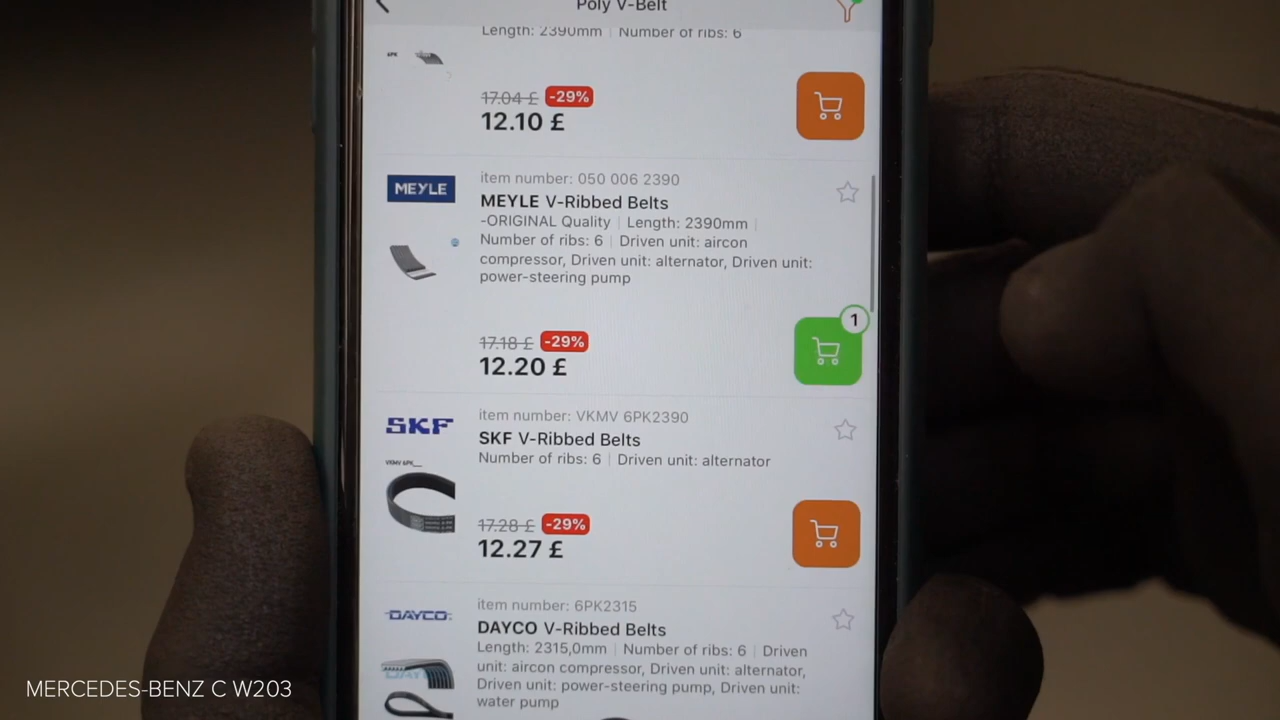 Poly V-Belt
Length: 2390mm | Number of ribs: 6
6PK
17.04 £ -29%
12.10 £
MEYLE
item number: 050 006 2390
MEYLE V-Ribbed Belts
-ORIGINAL Quality | Length: 2390mm |
Number of ribs: 6 | Driven unit: aircon
compressor, Driven unit: alternator, Driven unit:
power-steering pump
17.18 £ -29%
1
12.20 £
SKF
item number: VKMV 6PK2390
SKF V-Ribbed Belts
Number of ribs: 6 | Driven unit: alternator
VKMV 6PK__
17.28 £ -29%
12.27 £
DAYCO
item number: 6PK2315
DAYCO V-Ribbed Belts
Length: 2315,0mm | Number of ribs: 6 | Driven
unit: aircon compressor, Driven unit: alternator,
Driven unit: power-steering pump, Driven unit:
water pump
MERCEDES-BENZ C W203